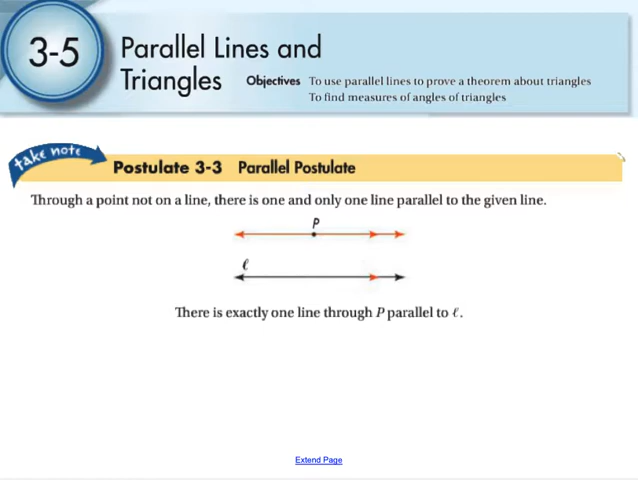 3-5
Parallel Lines and
Triangles
Objectives To use parallel lines to prove a theorem about triangles
To find measures of angles of triangles
take note
Postulate 3-3 Parallel Postulate
Through a point not on a line, there is one and only one line parallel to the given line.
P
ℓ
There is exactly one line through P parallel to ℓ.
Extend Page